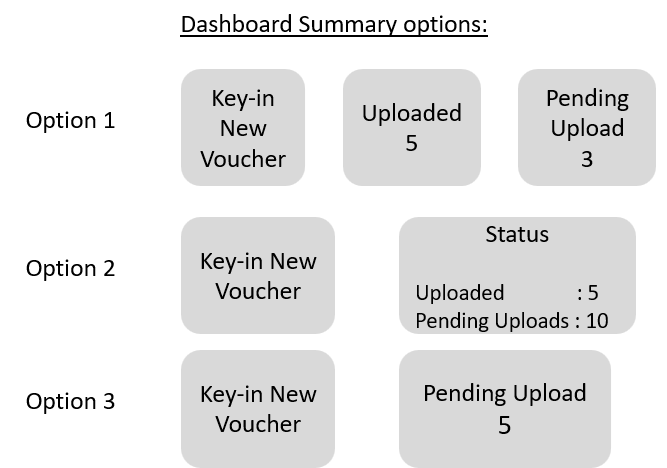 Dashboard Summary options:
Option 1
Key-in
New
Voucher
Uploaded
5
Pending
Upload
3
Option 2
Key-in New
Voucher
Status
Uploaded : 5
Pending Uploads : 10
Option 3
Key-in New
Voucher
Pending Upload
5